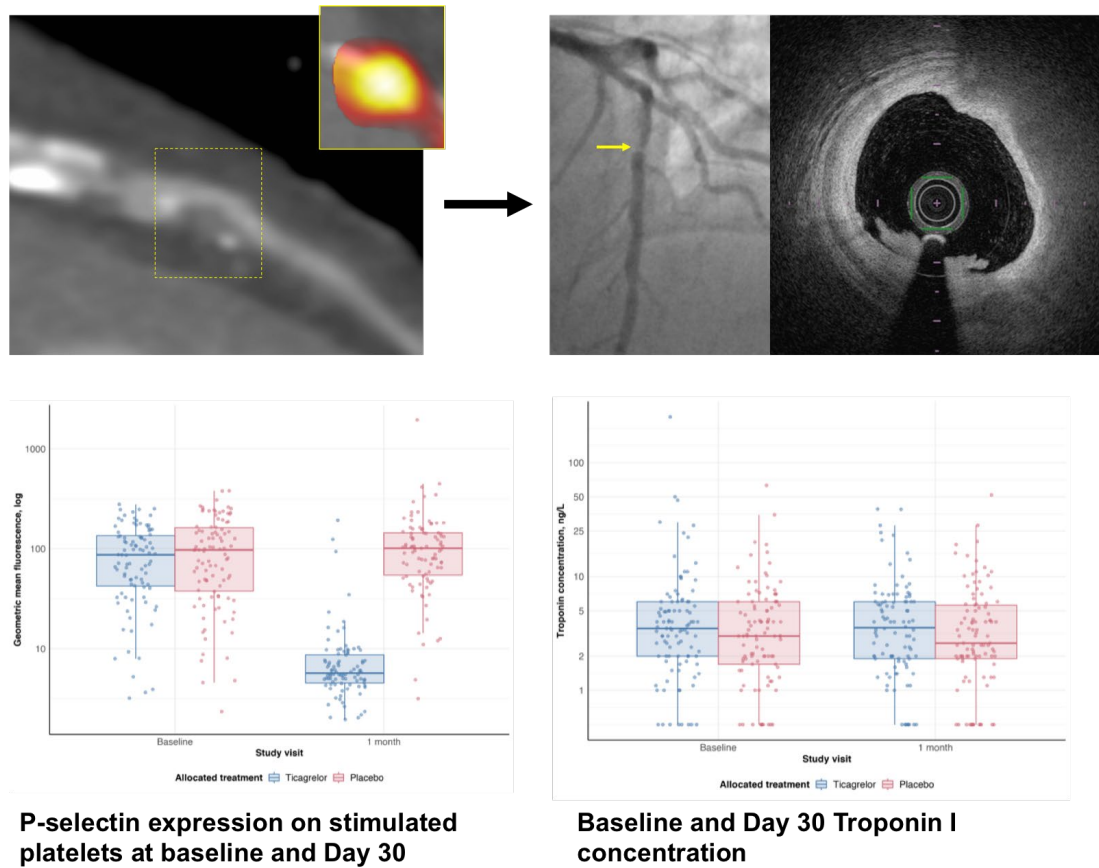 1000
100
10
Geometric mean fluorescence, log
Baseline
1 month
Study visit
Allocated treatment Ticagrelor Placebo
P-selectin expression on stimulated
platelets at baseline and Day 30
100
50
25
10
5
2
1
Troponin concentration, ng/L
Baseline
1 month
Study visit
Allocated treatment Ticagrelor Placebo
Baseline and Day 30 Troponin I
concentration